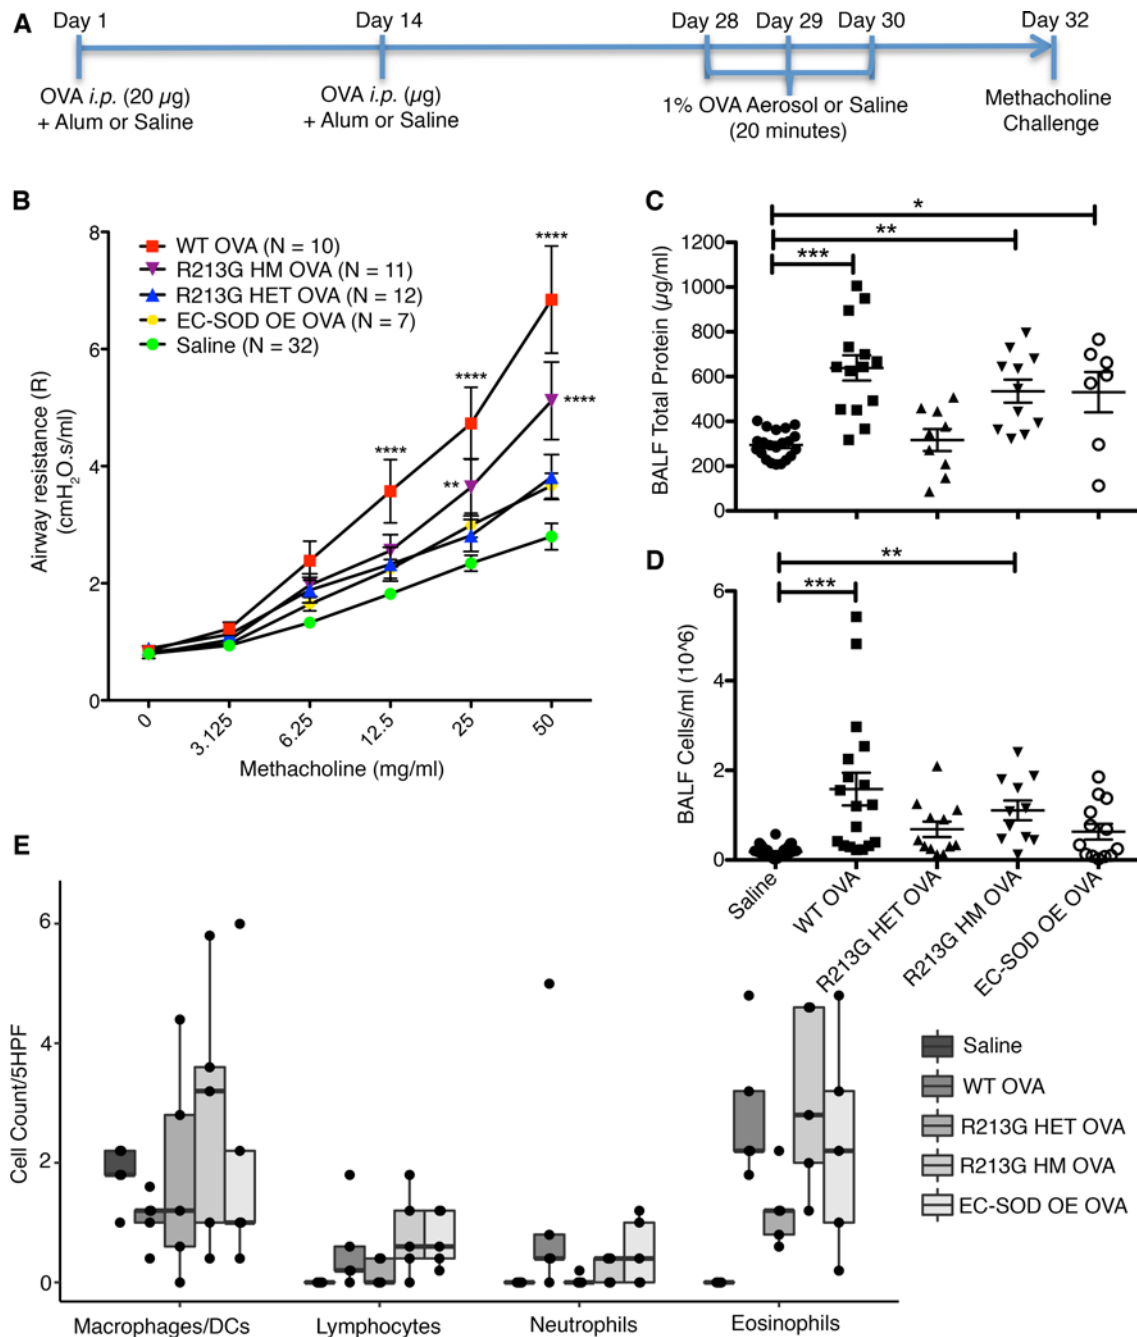 A
Day 1
Day 14
Day 28
Day 29
Day 30
Day 32
OVA i.p. (20 µg)
+ Alum or Saline
OVA i.p. (µg)
+ Alum or Saline
1% OVA Aerosol or Saline
(20 minutes)
Methacholine
Challenge
B
8
6
4
2
0
Airway resistance (R)
(cmH2O.s/ml)
WT OVA (N = 10)
R213G HM OVA (N = 11)
R213G HET OVA (N = 12)
EC-SOD OE OVA (N = 7)
Saline (N = 32)
****
****
****
**
****
0
3.125
6.25
12.5
25
50
Methacholine (mg/ml)
C
*
**
***
1200
1000
800
600
400
200
0
BALF Total Protein (µg/ml)
D
**
***
6
4
2
0
BALF Cells/ml (10^6)
Saline
WT OVA
R213G HET OVA
R213G HM OVA
EC-SOD OE OVA
E
6
4
2
0
Cell Count/5HPF
Macrophages/DCs
Lymphocytes
Neutrophils
Eosinophils
Saline
WT OVA
R213G HET OVA
R213G HM OVA
EC-SOD OE OVA